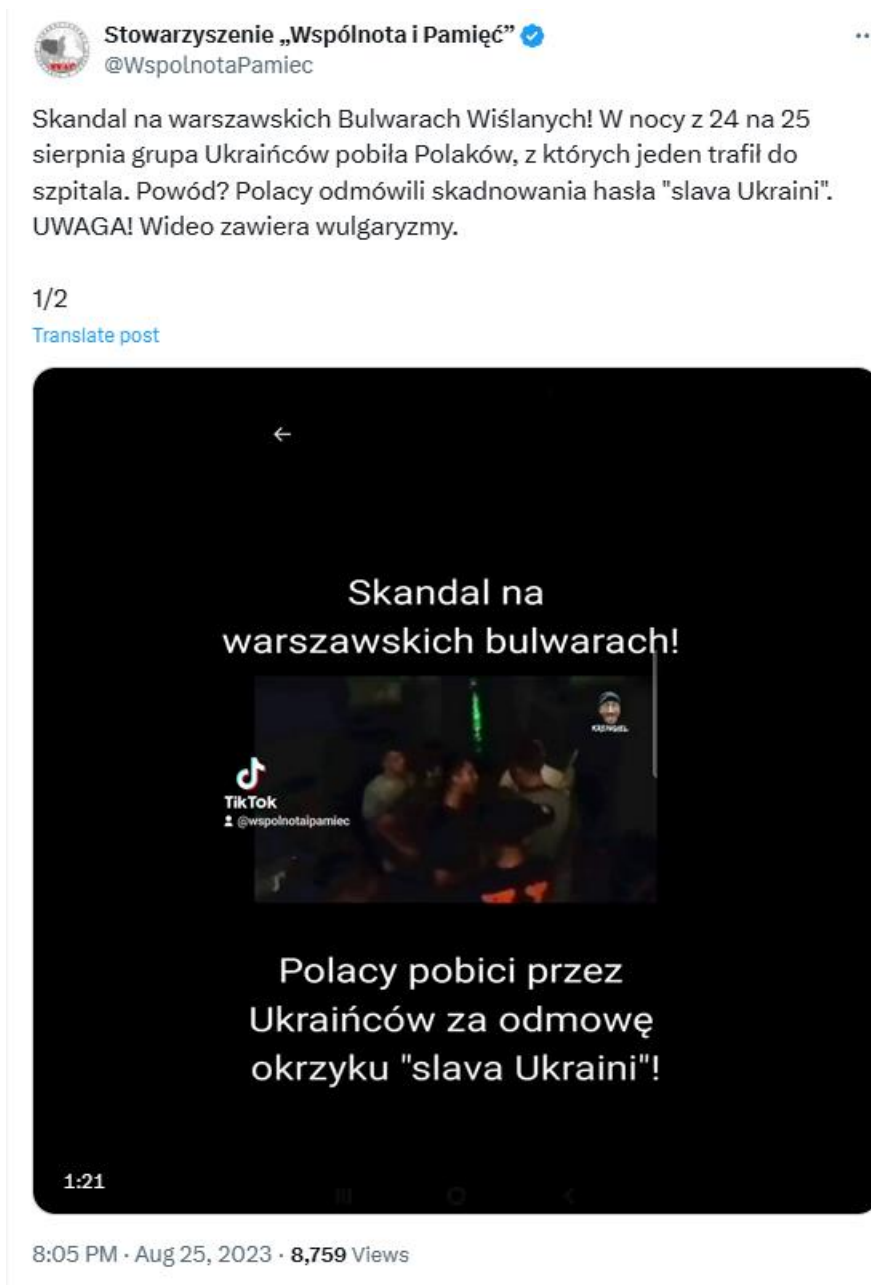 Stowarzyszenie „Wspólnota i Pamięć”
@WspolnotaPamiec
Skandal na warszawskich Bulwarach Wiślanych! W nocy z 24 na 25
sierpnia grupa Ukraińców pobiła Polaków, z których jeden trafił do
szpitala. Powód? Polacy odmówili skadnowania hasła "slava Ukraini".
UWAGA! Wideo zawiera wulgaryzmy.
1/2
Translate post
Skandal na
warszawskich bulwarach!
TikTok
@wspolnotaipamiec
Polacy pobici przez
Ukraińców za odmowę
okrzyku "slava Ukraini"!
1:21
8:05 PM · Aug 25, 2023 · 8,759 Views